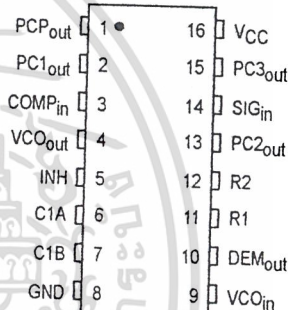 PCPout 1 16 VCC
PC1out 2 15 PC3out
COMPin 3 14 SIGin
VCOout 4 13 PC2out
INH 5 12 R2
C1A 6 11 R1
C1B 7 10 DEMout
GND 8 9 VCOin